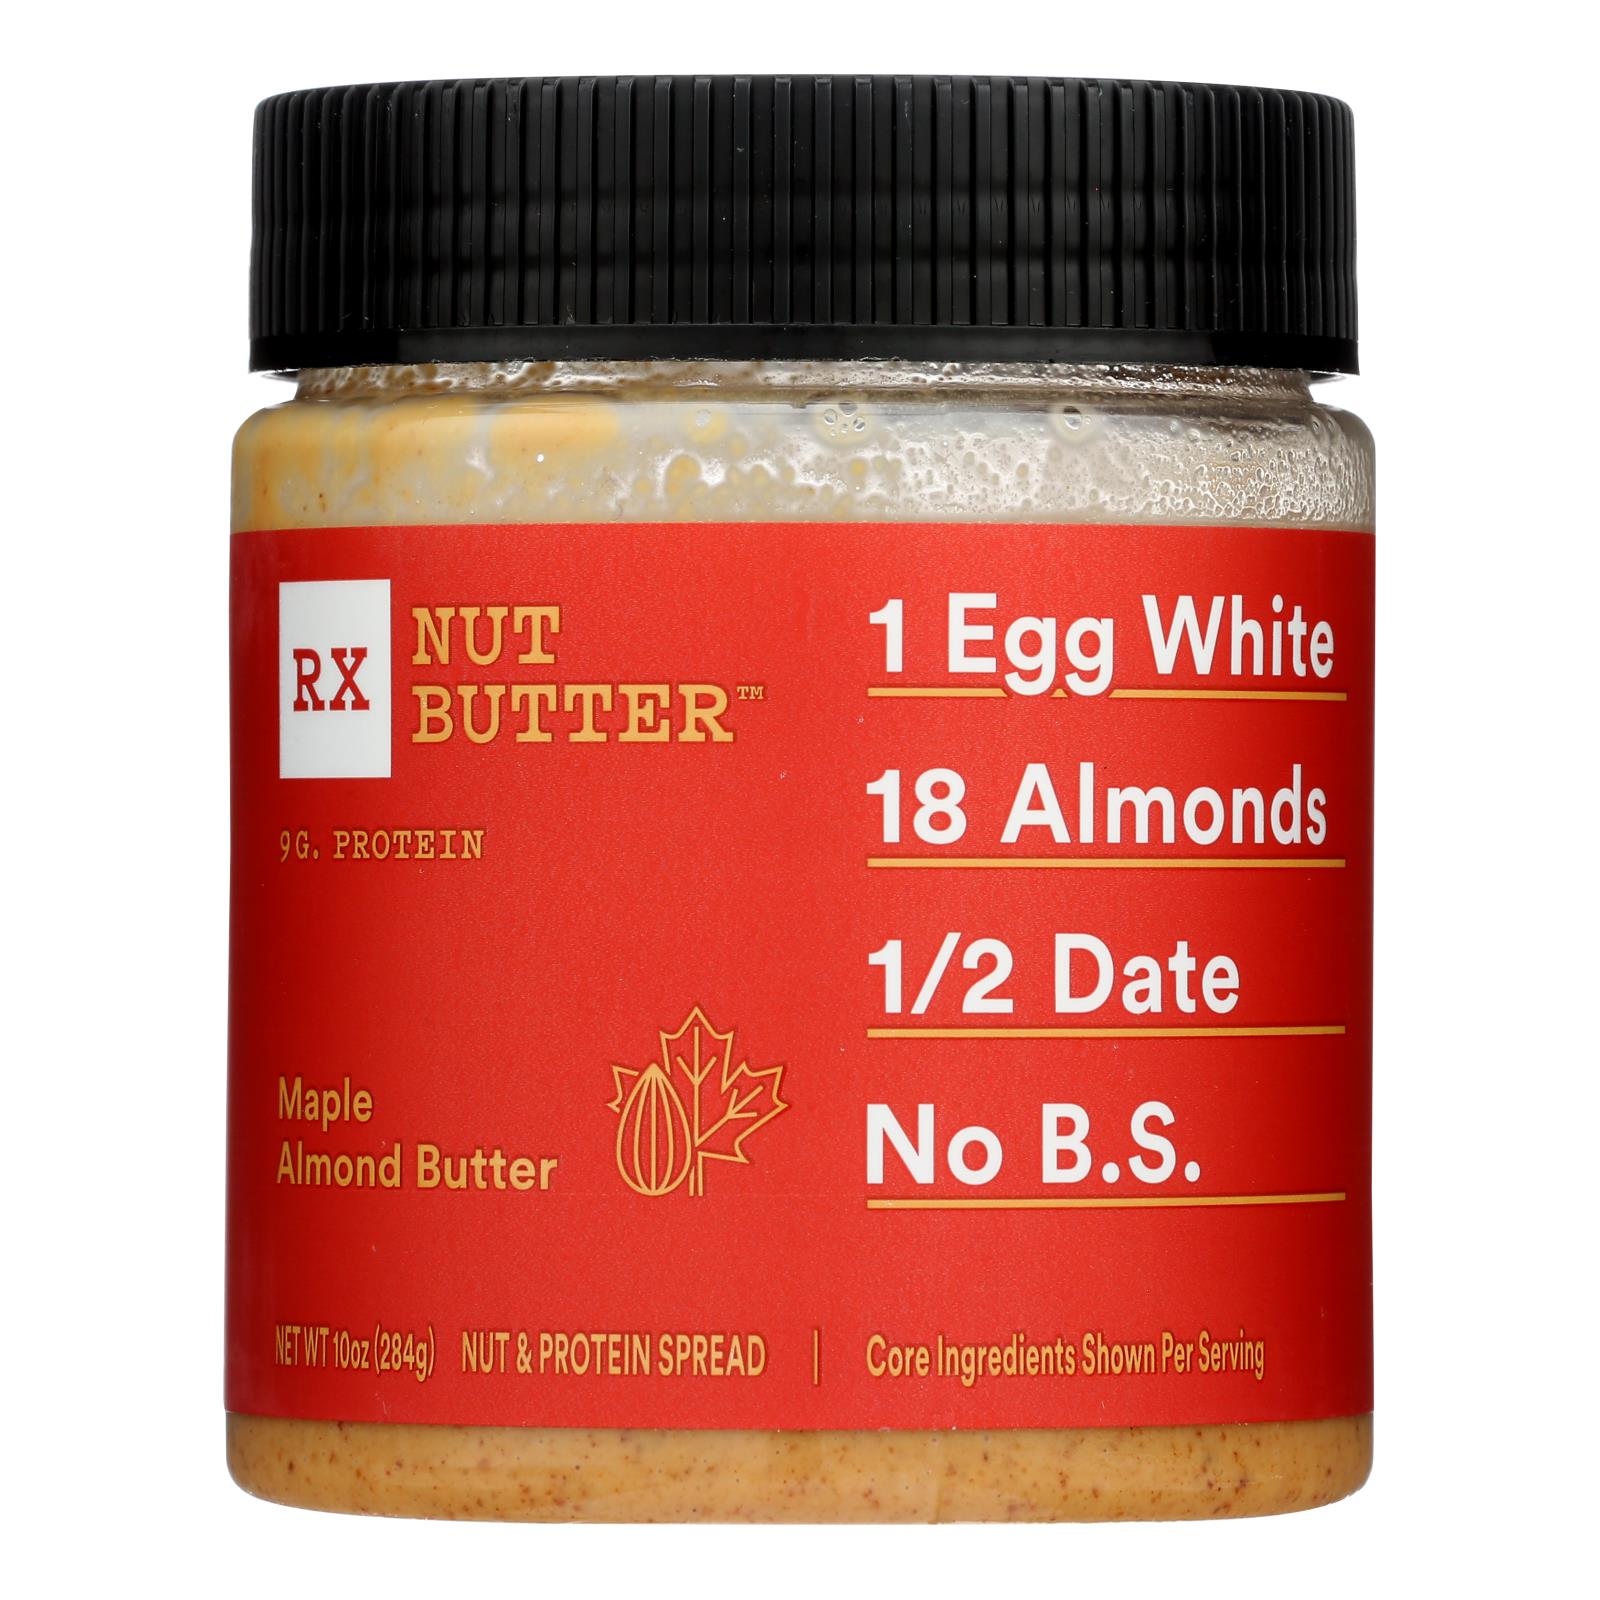 RX
NUT
BUTTER™
9G. PROTEIN
Maple
Almond Butter
1 Egg White
18 Almonds
1/2 Date
No B.S.
NET WT 10oz (284g) NUT & PROTEIN SPREAD | Core Ingredients Shown Per Serving